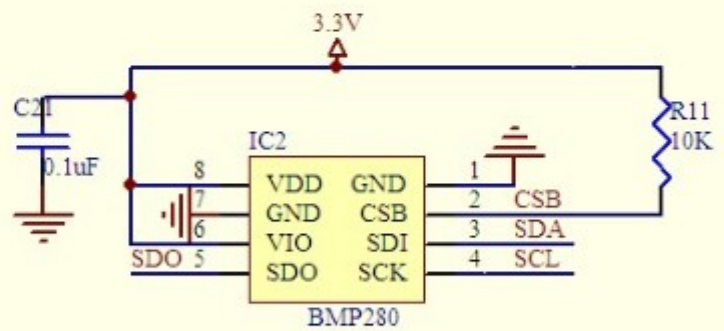 3.3V
C21
0.1uF
R11
10K
IC2
8 VDD GND 1
7 GND CSB 2 CSB
6 VIO SDI 3 SDA
SDO 5 SDO SCK 4 SCL
BMP280